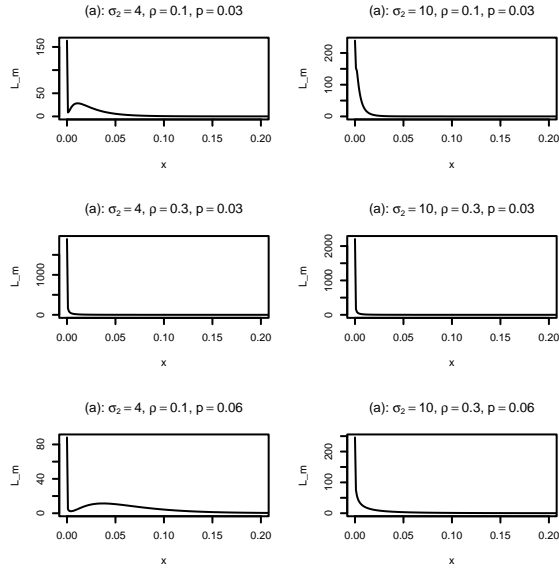 (a): σ₂ = 4, ρ = 0.1, p = 0.03
L_m
0 50 150
0.00 0.05 0.10 0.15 0.20
x
(a): σ₂ = 10, ρ = 0.1, p = 0.03
L_m
0 100 200
0.00 0.05 0.10 0.15 0.20
x
(a): σ₂ = 4, ρ = 0.3, p = 0.03
L_m
0 1000
0.00 0.05 0.10 0.15 0.20
x
(a): σ₂ = 10, ρ = 0.3, p = 0.03
L_m
0 1000 2000
0.00 0.05 0.10 0.15 0.20
x
(a): σ₂ = 4, ρ = 0.1, p = 0.06
L_m
0 40 80
0.00 0.05 0.10 0.15 0.20
x
(a): σ₂ = 10, ρ = 0.3, p = 0.06
L_m
0 100 200
0.00 0.05 0.10 0.15 0.20
x